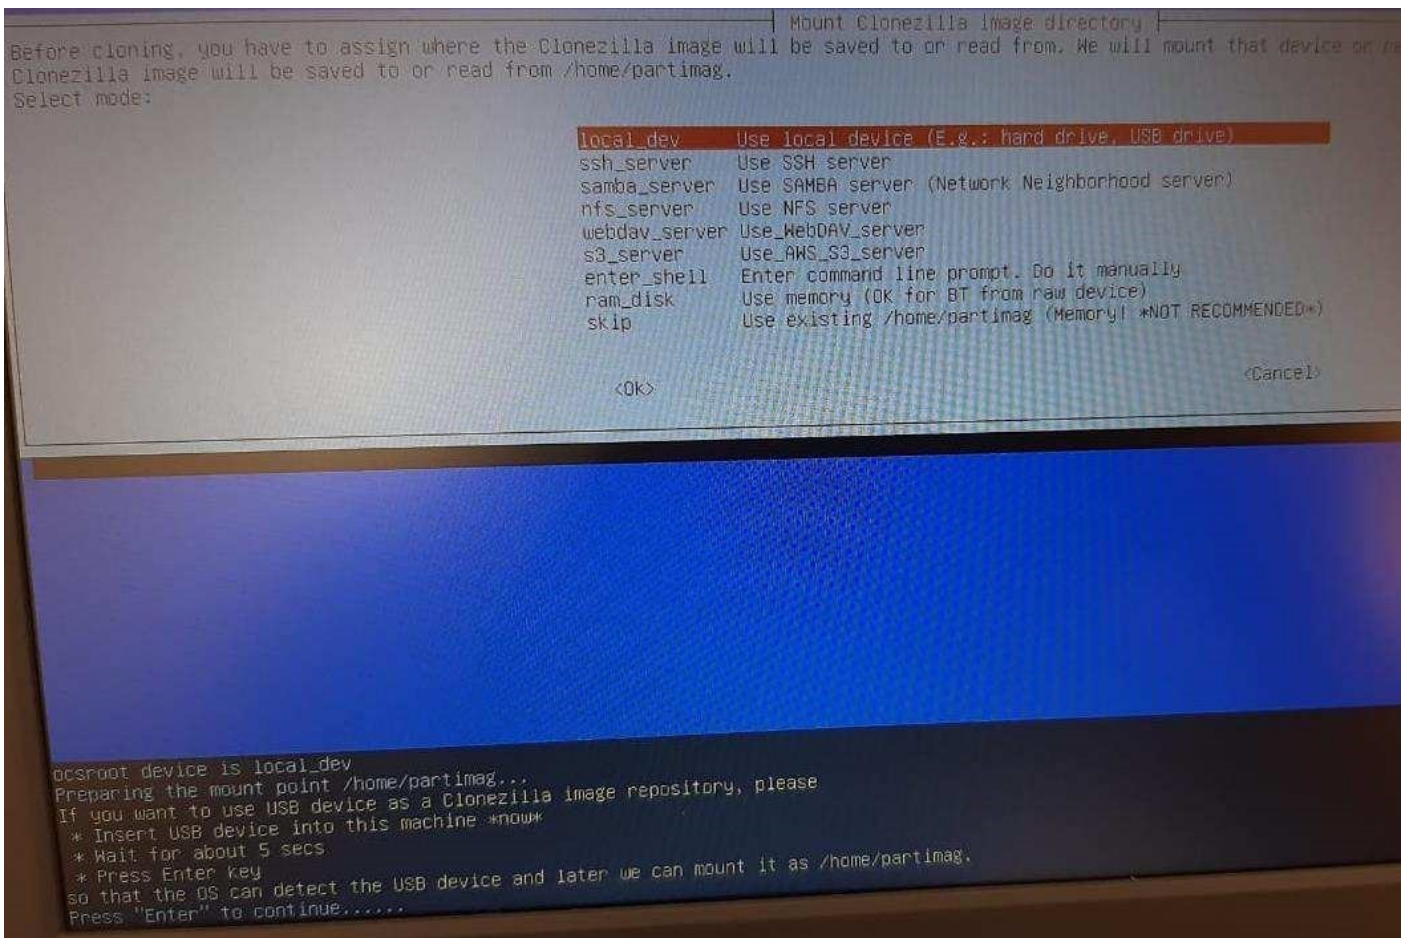 Mount Clonezilla image directory
Before cloning, you have to assign where the Clonezilla image will be saved to or read from. We will mount that device or
Clonezilla image will be saved to or read from /home/partimag.
Select mode:
local_dev Use local device (E.g.: hard drive, USB drive)
ssh_server Use SSH server
samba_server Use SAMBA server (Network Neighborhood server)
nfs_server Use NFS server
webdav_server Use_WebDAV_server
s3_server Use_AWS_S3_server
enter_shell Enter command line prompt. Do it manually
ram_disk Use memory (OK for BT from raw device)
skip Use existing /home/partimag (Memory! *NOT RECOMMENDED*)
<Ok> <Cancel>
ocsroot device is local_dev
Preparing the mount point /home/partimag...
If you want to use USB device as a Clonezilla image repository, please
* Insert USB device into this machine *now*
* Wait for about 5 secs
* Press Enter key
so that the OS can detect the USB device and later we can mount it as /home/partimag.
Press "Enter" to continue......